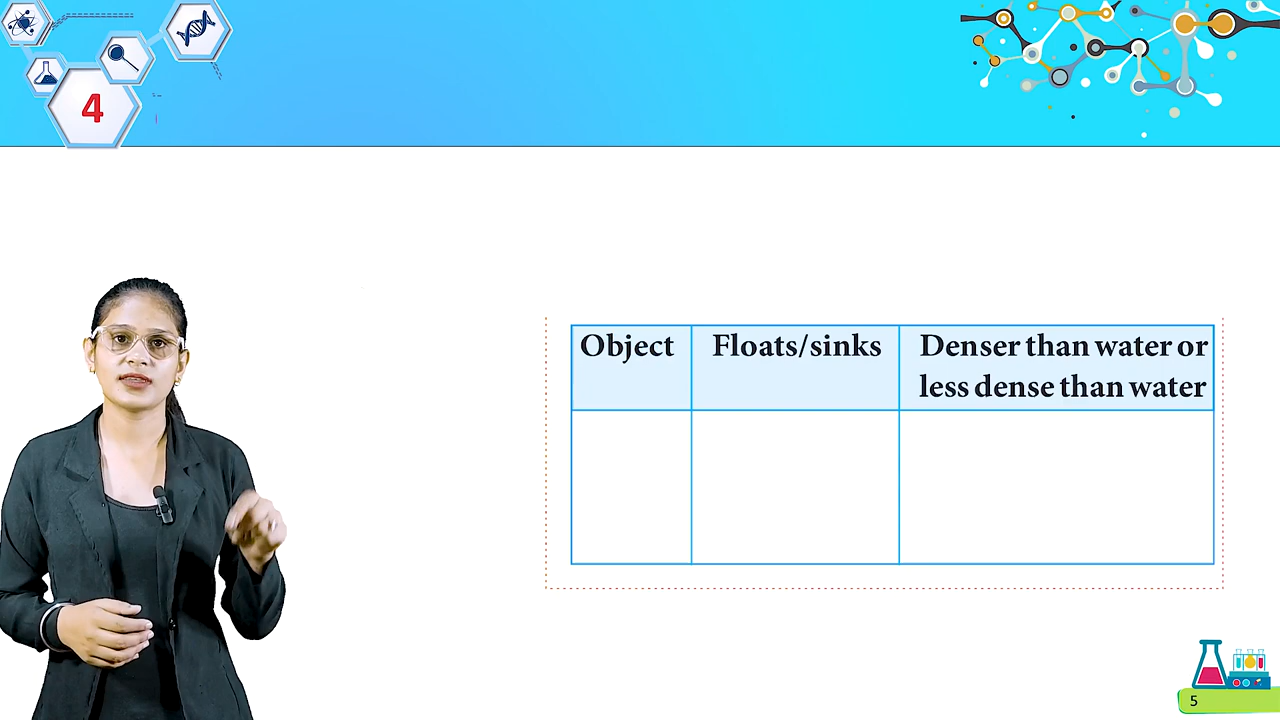 4
Object
Floats/sinks
Denser than water or
less dense than water
5